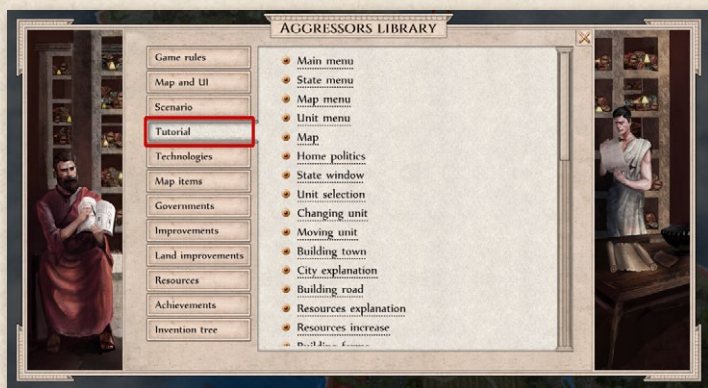 AGGRESSORS LIBRARY
Game rules
Map and UI
Scenario
Tutorial
Technologies
Map items
Governments
Improvements
Land improvements
Resources
Achievements
Invention tree
Main menu
State menu
Map menu
Unit menu
Map
Home politics
State window
Unit selection
Changing unit
Moving unit
Building town
City explanation
Building road
Resources explanation
Resources increase